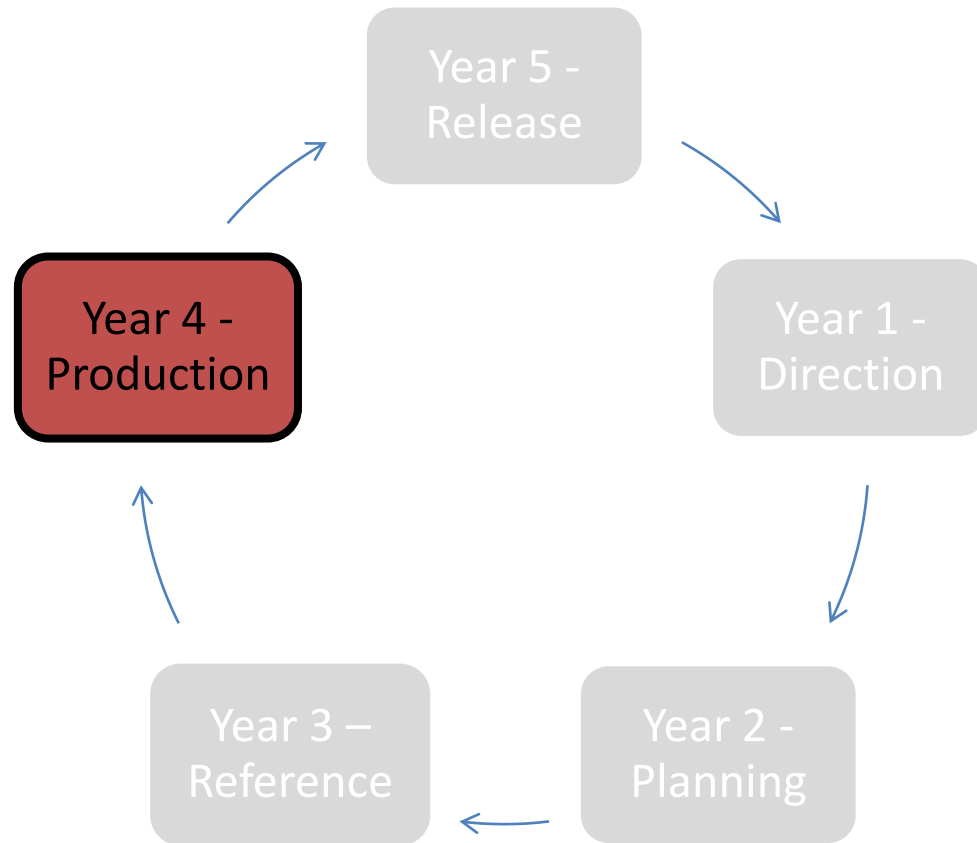 Year 5 -
Release
Year 4 -
Production
Year 1 -
Direction
Year 3 –
Reference
Year 2 -
Planning